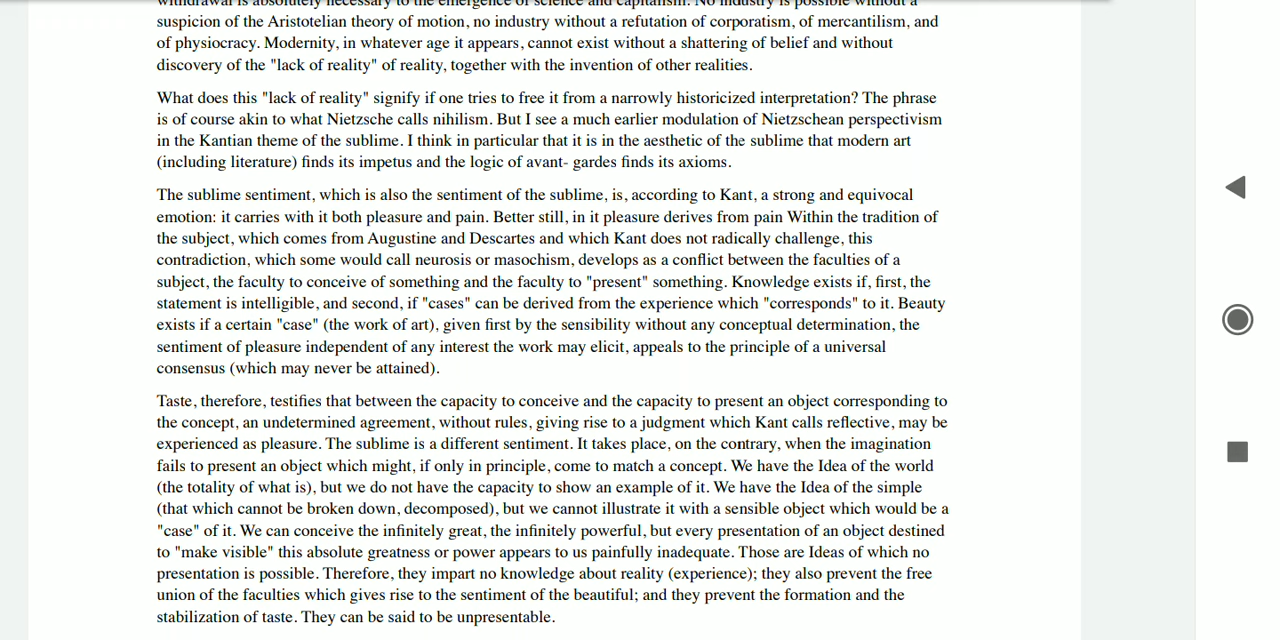 withdrawal is absolutely necessary to the emergence of science and capitalism. No industry is possible without a
suspicion of the Aristotelian theory of motion, no industry without a refutation of corporatism, of mercantilism, and
of physiocracy. Modernity, in whatever age it appears, cannot exist without a shattering of belief and without
discovery of the "lack of reality" of reality, together with the invention of other realities.
What does this "lack of reality" signify if one tries to free it from a narrowly historicized interpretation? The phrase
is of course akin to what Nietzsche calls nihilism. But I see a much earlier modulation of Nietzschean perspectivism
in the Kantian theme of the sublime. I think in particular that it is in the aesthetic of the sublime that modern art
(including literature) finds its impetus and the logic of avant- gardes finds its axioms.
The sublime sentiment, which is also the sentiment of the sublime, is, according to Kant, a strong and equivocal
emotion: it carries with it both pleasure and pain. Better still, in it pleasure derives from pain Within the tradition of
the subject, which comes from Augustine and Descartes and which Kant does not radically challenge, this
contradiction, which some would call neurosis or masochism, develops as a conflict between the faculties of a
subject, the faculty to conceive of something and the faculty to "present" something. Knowledge exists if, first, the
statement is intelligible, and second, if "cases" can be derived from the experience which "corresponds" to it. Beauty
exists if a certain "case" (the work of art), given first by the sensibility without any conceptual determination, the
sentiment of pleasure independent of any interest the work may elicit, appeals to the principle of a universal
consensus (which may never be attained).
Taste, therefore, testifies that between the capacity to conceive and the capacity to present an object corresponding to
the concept, an undetermined agreement, without rules, giving rise to a judgment which Kant calls reflective, may be
experienced as pleasure. The sublime is a different sentiment. It takes place, on the contrary, when the imagination
fails to present an object which might, if only in principle, come to match a concept. We have the Idea of the world
(the totality of what is), but we do not have the capacity to show an example of it. We have the Idea of the simple
(that which cannot be broken down, decomposed), but we cannot illustrate it with a sensible object which would be a
"case" of it. We can conceive the infinitely great, the infinitely powerful, but every presentation of an object destined
to "make visible" this absolute greatness or power appears to us painfully inadequate. Those are Ideas of which no
presentation is possible. Therefore, they impart no knowledge about reality (experience); they also prevent the free
union of the faculties which gives rise to the sentiment of the beautiful; and they prevent the formation and the
stabilization of taste. They can be said to be unpresentable.